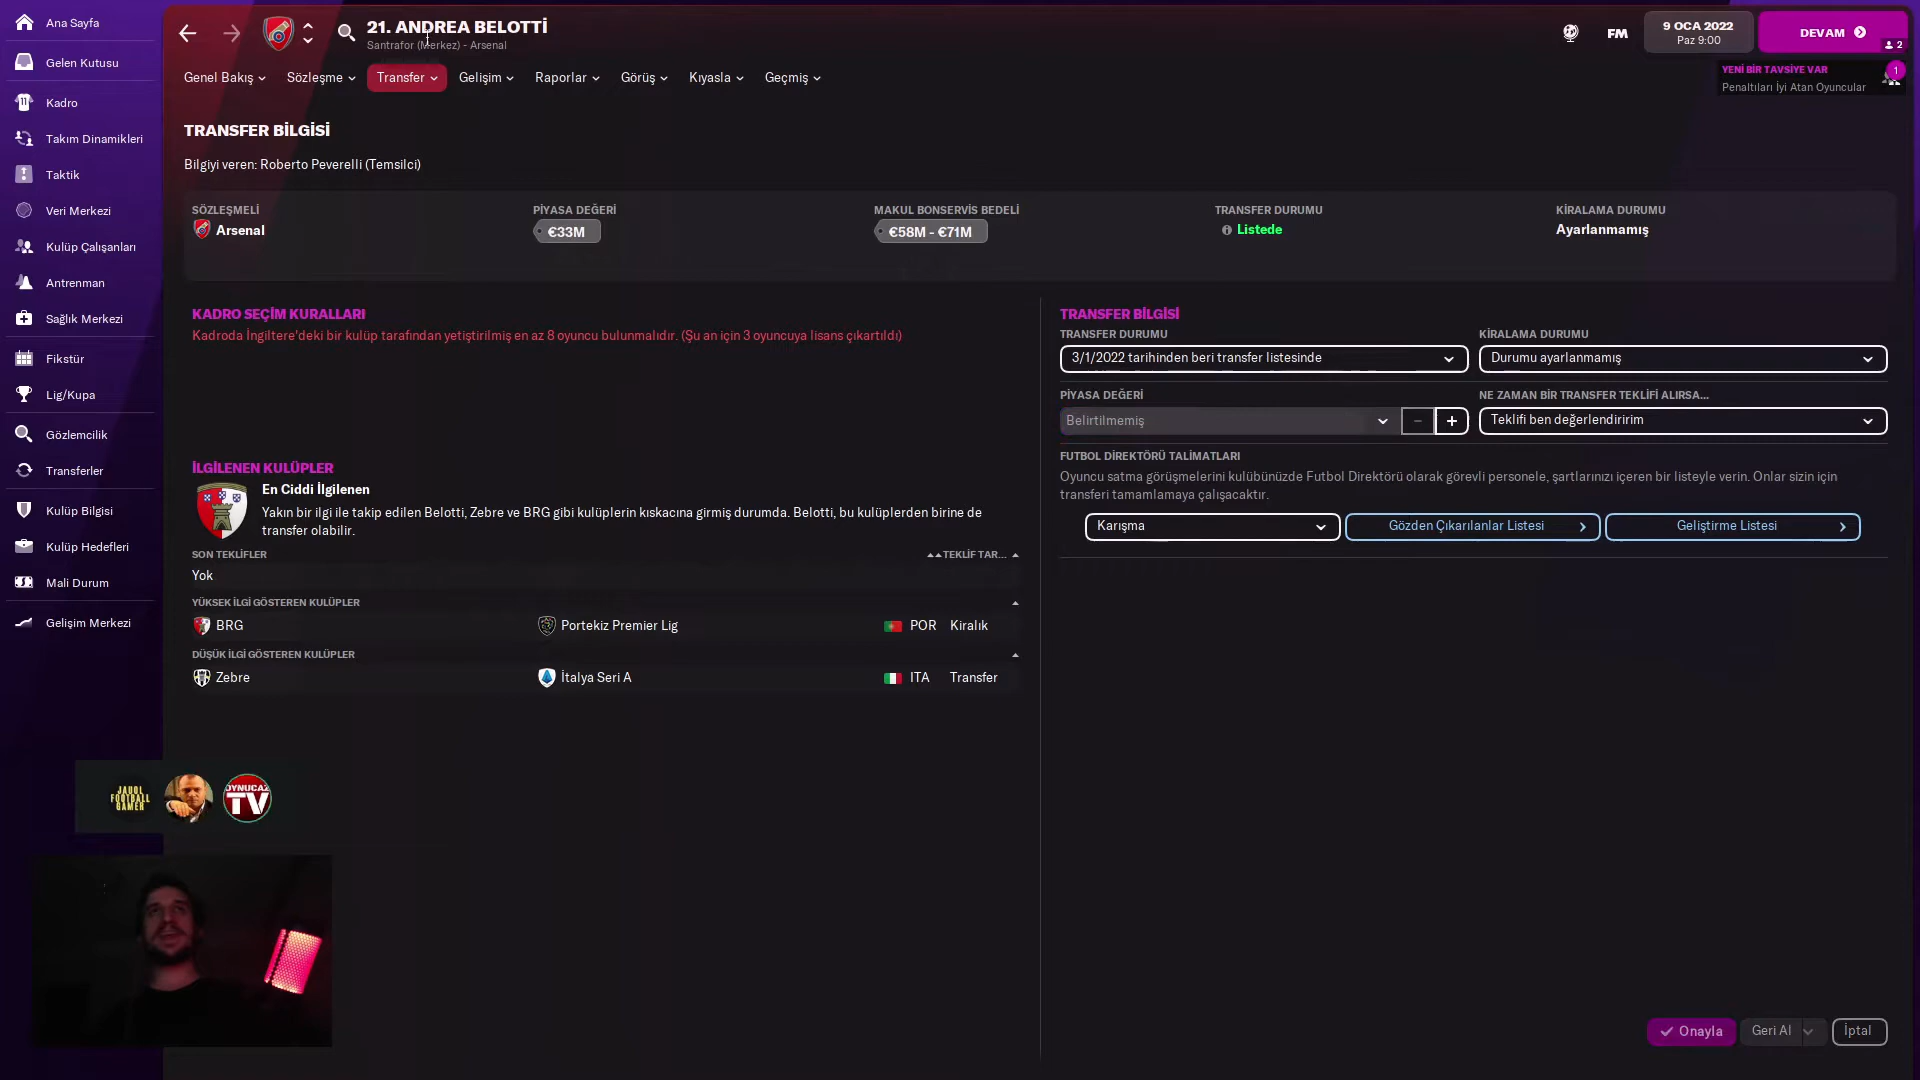 Ana Sayfa
Gelen Kutusu
Kadro
Takım Dinamikleri
Taktik
Veri Merkezi
Kulüp Çalışanları
Antrenman
Sağlık Merkezi
Fikstür
Lig/Kupa
Gözlemcilik
Transferler
Kulüp Bilgisi
Kulüp Hedefleri
Mali Durum
Gelişim Merkezi
21. ANDREA BELOTTİ
Santrafor (Merkez) - Arsenal
FM
9 OCA 2022
Paz 9:00
DEVAM
2
Genel Bakış
Sözleşme
Transfer
Gelişim
Raporlar
Görüş
Kıyasla
Geçmiş
YENİ BİR TAVSİYE VAR
1
Penaltıları İyi Atan Oyuncular
TRANSFER BİLGİSİ
Bilgiyi veren: Roberto Peverelli (Temsilci)
SÖZLEŞMELİ
Arsenal
PİYASA DEĞERİ
€33M
MAKUL BONSERVİS BEDELİ
€58M - €71M
TRANSFER DURUMU
Listede
KİRALAMA DURUMU
Ayarlanmamış
KADRO SEÇİM KURALLARI
Kadroda İngiltere'deki bir kulüp tarafından yetiştirilmiş en az 8 oyuncu bulunmalıdır. (Şu an için 3 oyuncuya lisans çıkartıldı)
İLGİLENEN KULÜPLER
En Ciddi İlgilenen
Yakın bir ilgi ile takip edilen Belotti, Zebre ve BRG gibi kulüplerin kıskacına girmiş durumda. Belotti, bu kulüplerden birine de
transfer olabilir.
SON TEKLİFLER
TEKLİF TAR...
Yok
YÜKSEK İLGİ GÖSTEREN KULÜPLER
BRG
Portekiz Premier Lig
POR
Kiralık
DÜŞÜK İLGİ GÖSTEREN KULÜPLER
Zebre
İtalya Seri A
ITA
Transfer
TRANSFER BİLGİSİ
TRANSFER DURUMU
3/1/2022 tarihinden beri transfer listesinde
KİRALAMA DURUMU
Durumu ayarlanmamış
PİYASA DEĞERİ
Belirtilmemiş
NE ZAMAN BİR TRANSFER TEKLİFİ ALIRSA...
Teklifi ben değerlendiririm
FUTBOL DİREKTÖRÜ TALİMATLARI
Oyuncu satma görüşmelerini kulübünüzde Futbol Direktörü olarak görevli personele, şartlarınızı içeren bir listeyle verin. Onlar sizin için
transferi tamamlamaya çalışacaktır.
Karışma
Gözden Çıkarılanlar Listesi
Geliştirme Listesi
JAUOL
FOOTBALL
GAMER
OYNUCAZ
TV
Onayla
Geri Al
İptal